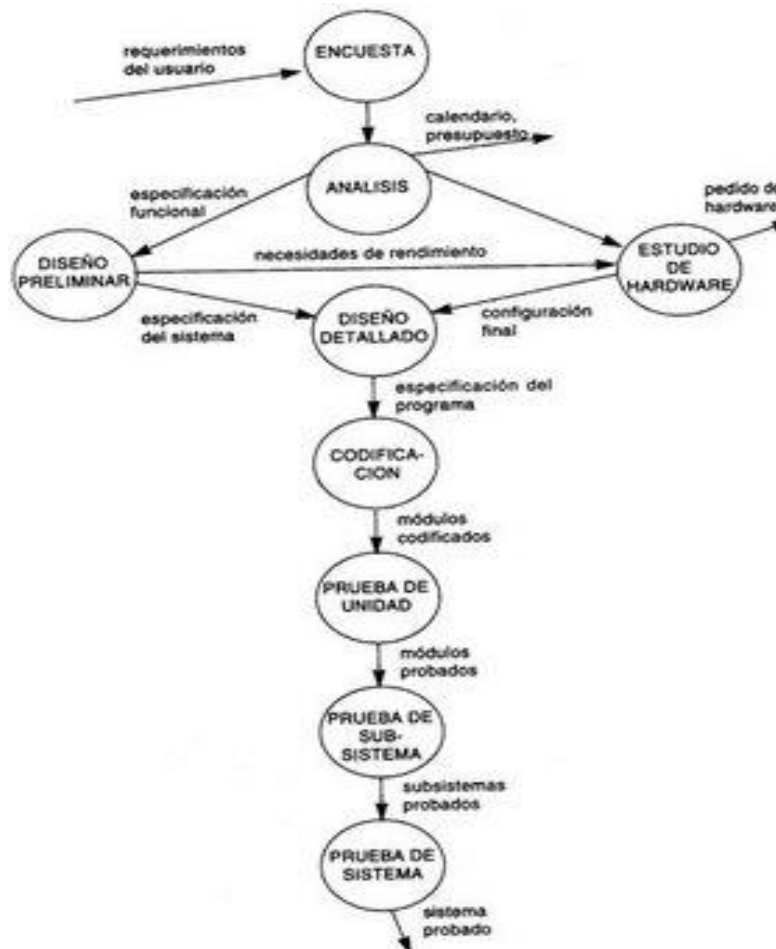 ENCUESTA
requerimientos
del usuario
calendario,
presupuesto
ANALISIS
especificación
funcional
pedido de
hardware
DISEÑO
PRELIMINAR
necesidades de rendimiento
ESTUDIO
DE
HARDWARE
especificación
del sistema
DISEÑO
DETALLADO
configuración
final
especificación del
programa
CODIFICA-
CION
módulos
codificados
PRUEBA DE
UNIDAD
módulos
probados
PRUEBA DE
SUB-
SISTEMA
subsistemas
probados
PRUEBA DE
SISTEMA
sistema
probado